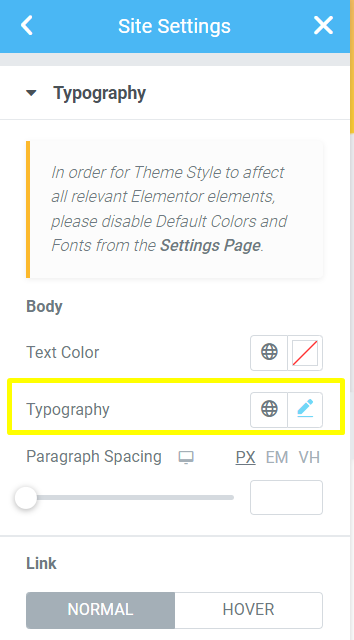 Site Settings
Typography
In order for Theme Style to affect
all relevant Elementor elements,
please disable Default Colors and
Fonts from the Settings Page.
Body
Text Color
Typography
Paragraph Spacing PX EM VH
Link
NORMAL HOVER